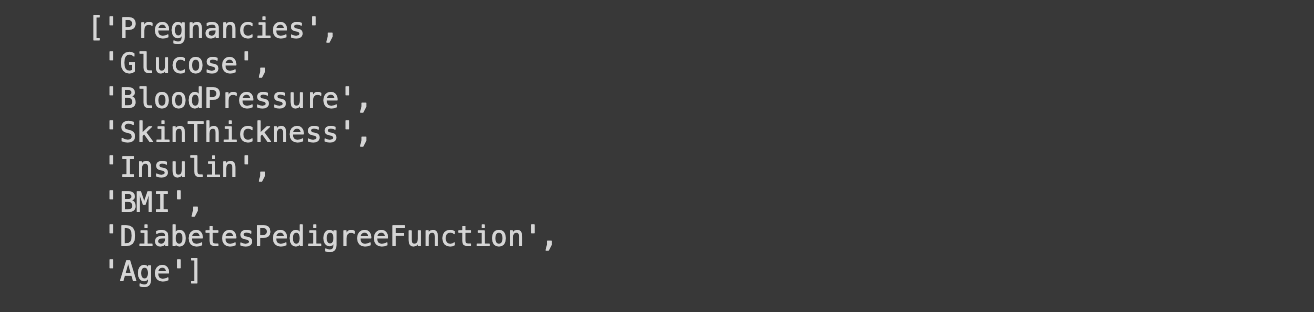 ['Pregnancies',
'Glucose',
'BloodPressure',
'SkinThickness',
'Insulin',
'BMI',
'DiabetesPedigreeFunction',
'Age']